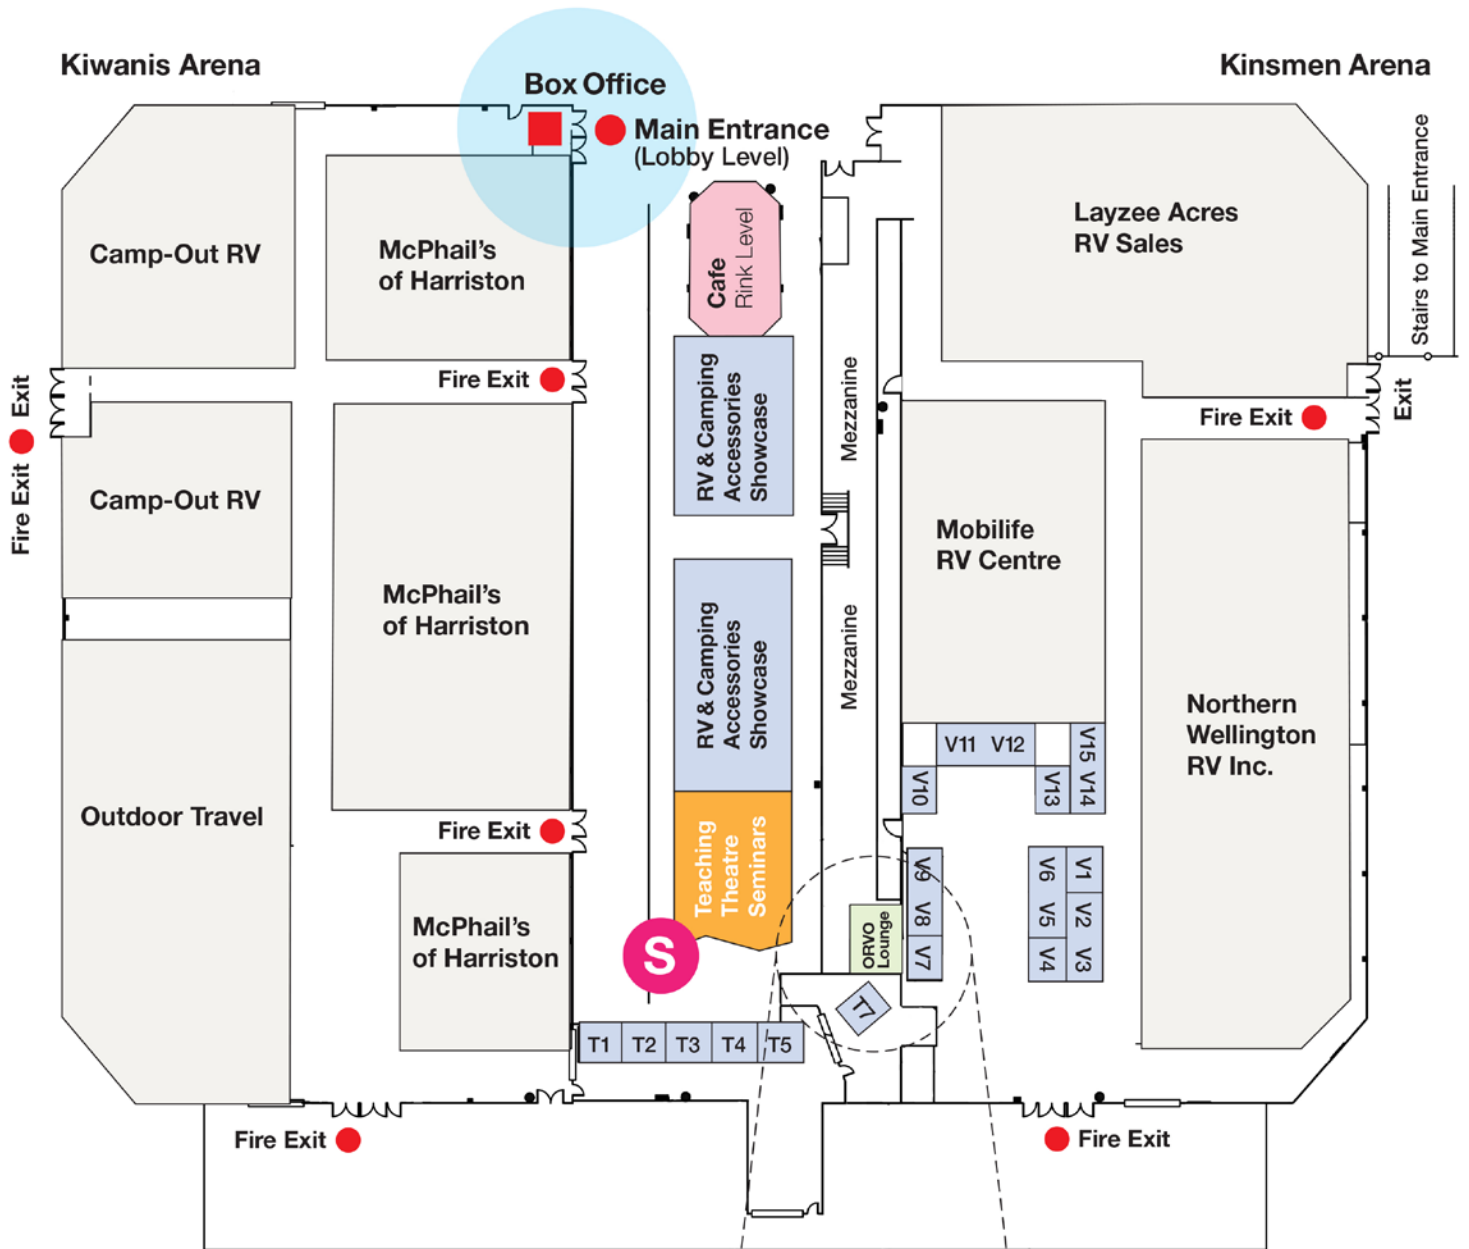 Kiwanis Arena
Kinsmen Arena
Box Office
Main Entrance
(Lobby Level)
Stairs to Main Entrance
Camp-Out RV
McPhail's
of Harriston
Cafe
Rink Level
Layzee Acres
RV Sales
Fire Exit
Exit
Fire Exit
RV & Camping
Accessories
Showcase
Mezzanine
Fire Exit
Exit
Camp-Out RV
McPhail's
of Harriston
RV & Camping
Accessories
Showcase
Mezzanine
Mobilife
RV Centre
Northern
Wellington
RV Inc.
V11 V12
V15
V14
V10
V13
Outdoor Travel
Fire Exit
Teaching
Theatre
Seminars
V9
V8
V7
V6
V5
V4
V1
V2
V3
McPhail's
of Harriston
S
ORVO
Lounge
T7
T1 T2 T3 T4 T5
Fire Exit
Fire Exit